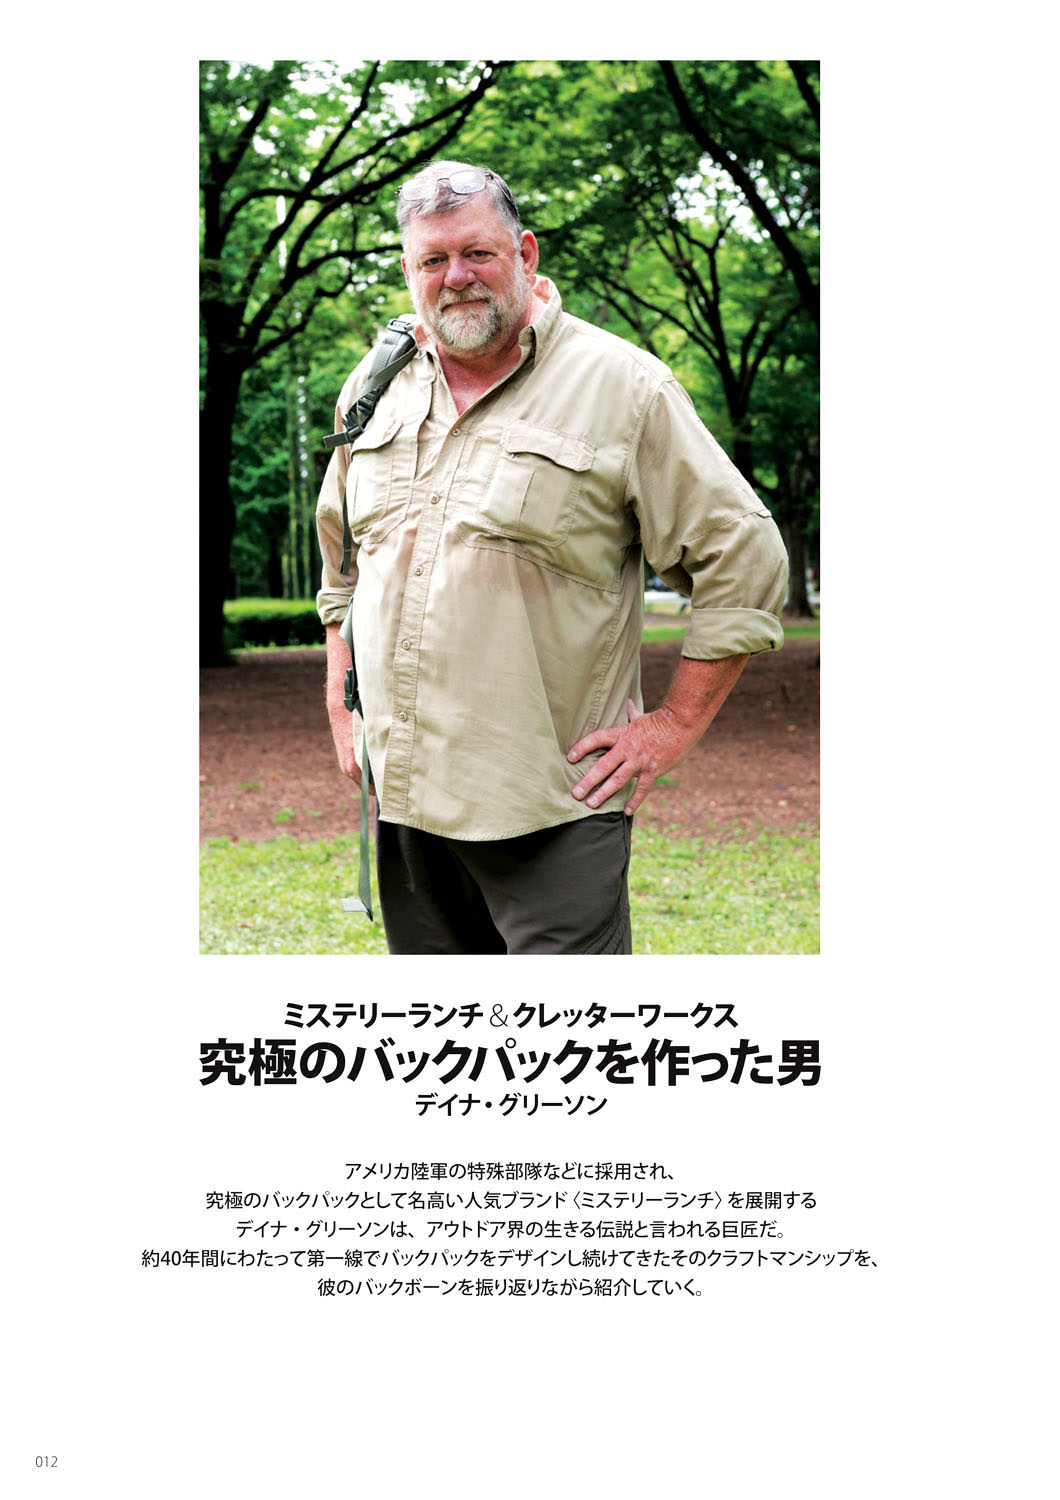 ミステリーランチ&クレッターワークス
究極のバックパックを作った男
デイナ・グリーソン
アメリカ陸軍の特殊部隊などに採用され、
究極のバックパックとして名高い人気ブランド〈ミステリーランチ〉を展開する
デイナ・グリーソンは、アウトドア界の生きる伝説と言われる巨匠だ。
約40年間にわたって第一線でバックパックをデザインし続けてきたそのクラフトマンシップを、
彼のバックボーンを振り返りながら紹介していく。
012